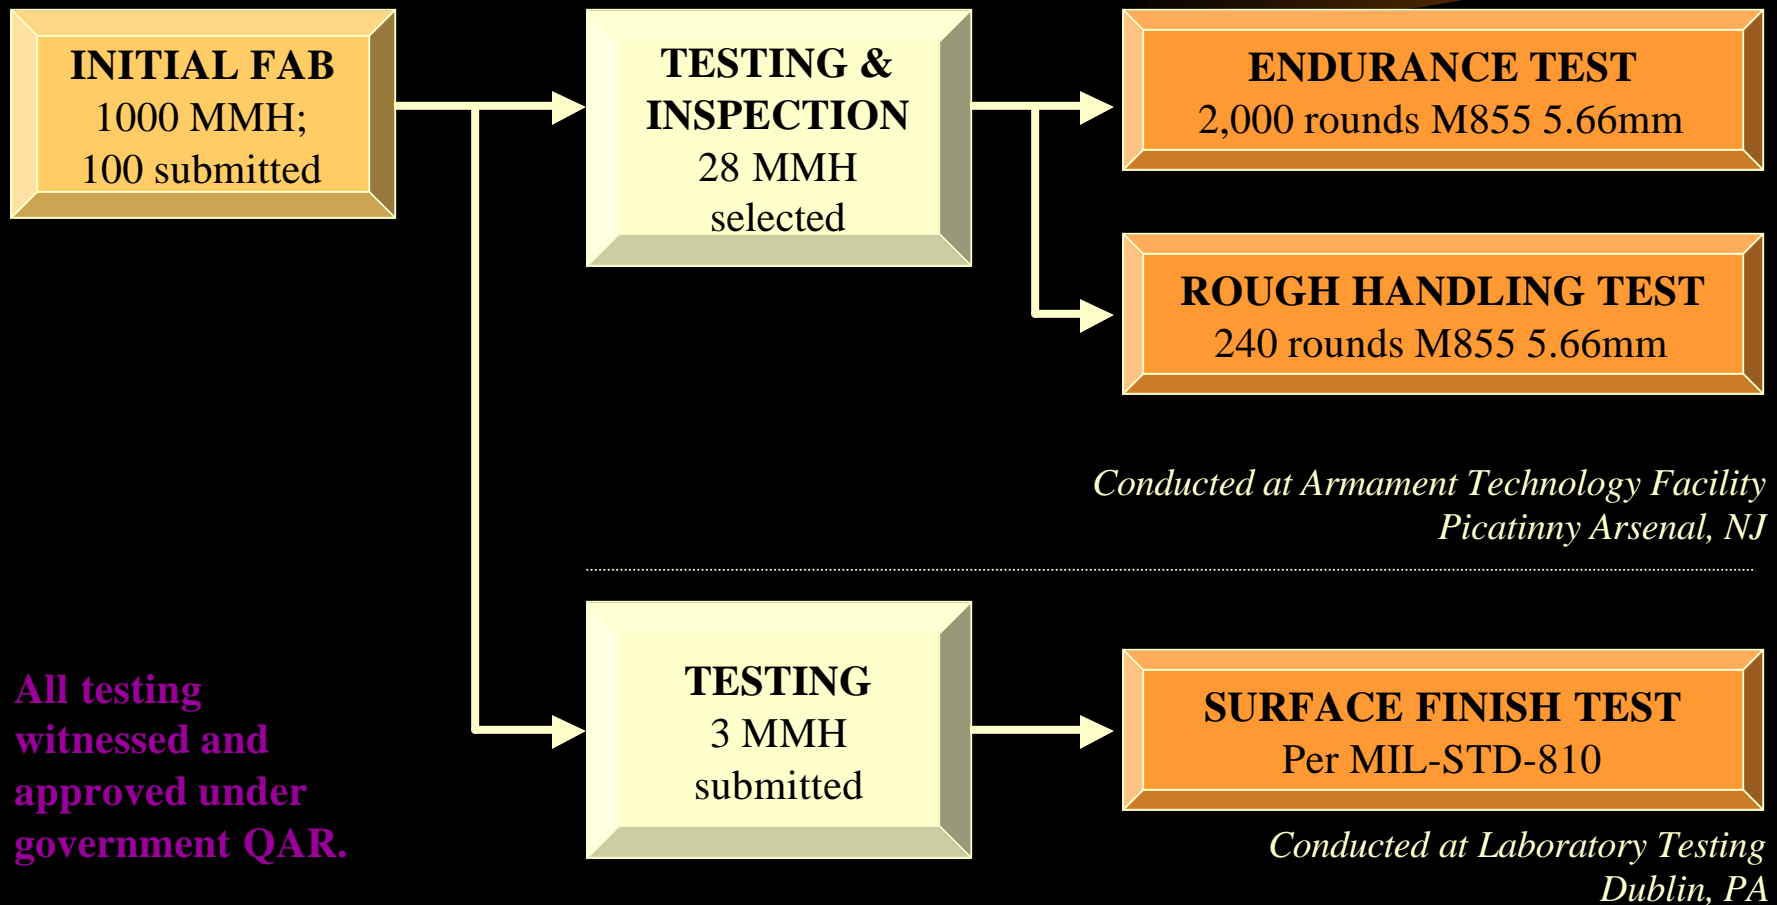 INITIAL FAB
1000 MMH;
100 submitted
TESTING &
INSPECTION
28 MMH
selected
ENDURANCE TEST
2,000 rounds M855 5.66mm
ROUGH HANDLING TEST
240 rounds M855 5.66mm
Conducted at Armament Technology Facility
Picatinny Arsenal, NJ
All testing
witnessed and
approved under
government QAR.
TESTING
3 MMH
submitted
SURFACE FINISH TEST
Per MIL-STD-810
Conducted at Laboratory Testing
Dublin, PA